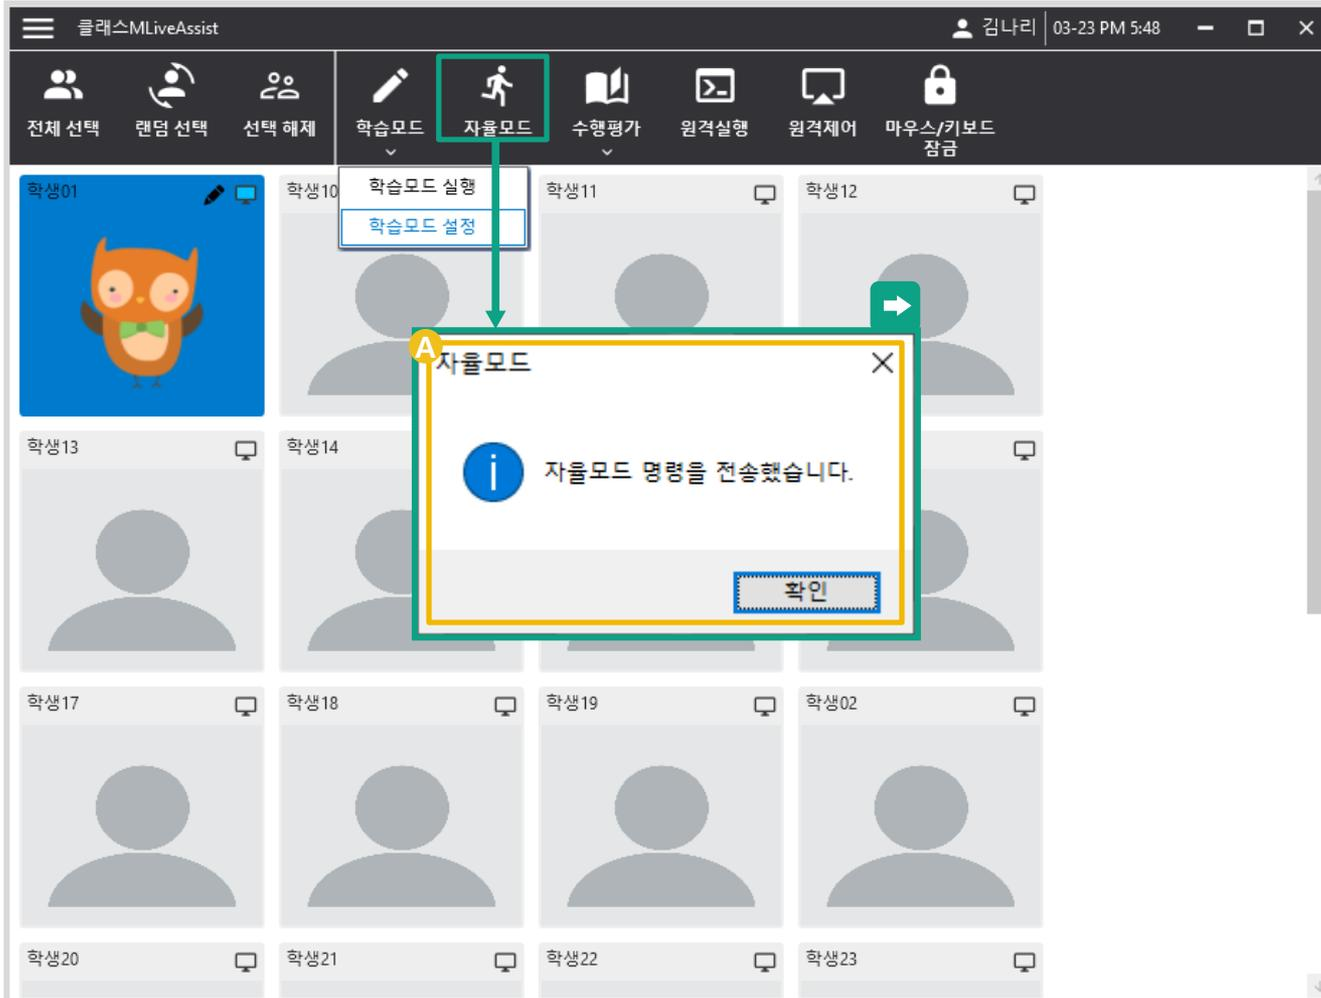 클래스MLiveAssist
김나리
03-23 PM 5:48
전체 선택
랜덤 선택
선택 해제
학습모드
자율모드
수행평가
원격실행
원격제어
마우스/키보드
잠금
학습모드 실행
학습모드 설정
학생01
학생10
학생11
학생12
A
자율모드
자율모드 명령을 전송했습니다.
확인
학생13
학생14
학생17
학생18
학생19
학생02
학생20
학생21
학생22
학생23